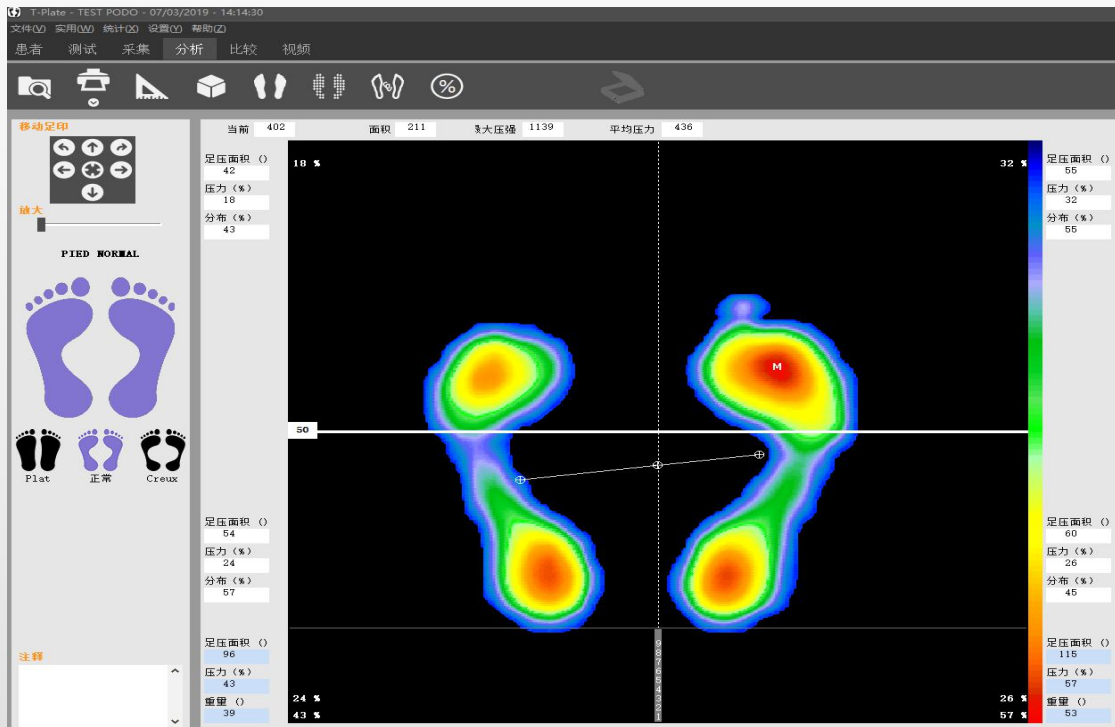 T-Plate - TEST PODO - 07/03/2019 - 14:14:30
文件(V) 实用(W) 统计(X) 设置(Y) 帮助(Z)
患者 测试 采集 分析 比较 视频
移动足印
放大
PIED NORMAL
Plat 正常 Creux
注释
当前 402 面积 211 大压强 1139 平均压力 436
足压面积 ()
42
压力 (%)
18
分布 (%)
43
足压面积 ()
54
压力 (%)
24
分布 (%)
57
足压面积 ()
96
压力 (%)
43
重量 ()
39
18 %
32 %
M
50
9
8
7
6
5
4
3
2
1
24 %
43 %
26 %
57 %
足压面积 ()
55
压力 (%)
32
分布 (%)
55
足压面积 ()
60
压力 (%)
26
分布 (%)
45
足压面积 ()
115
压力 (%)
57
重量 ()
53